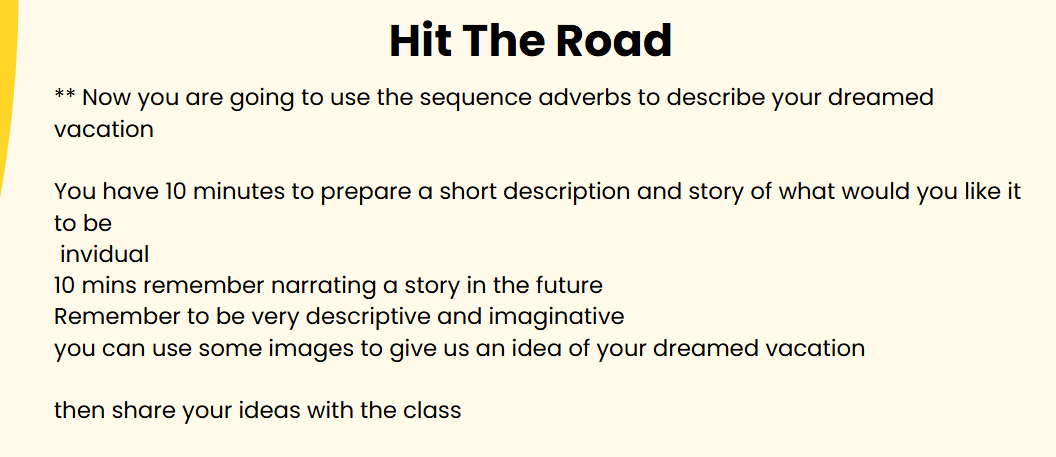 Hit The Road
** Now you are going to use the sequence adverbs to describe your dreamed
vacation
You have 10 minutes to prepare a short description and story of what would you like it
to be
invidual
10 mins remember narrating a story in the future
Remember to be very descriptive and imaginative
you can use some images to give us an idea of your dreamed vacation
then share your ideas with the class